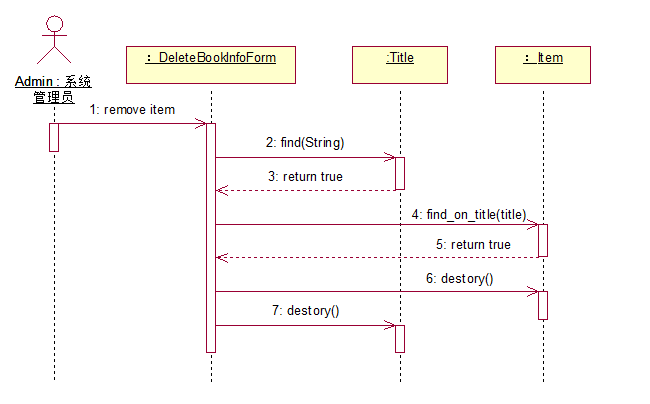 ： DeleteBookInfoForm
:Title
： Item
Admin : 系统
管理员
1: remove item
2: find(String)
3: return true
4: find_on_title(title)
5: return true
6: destory()
7: destory()